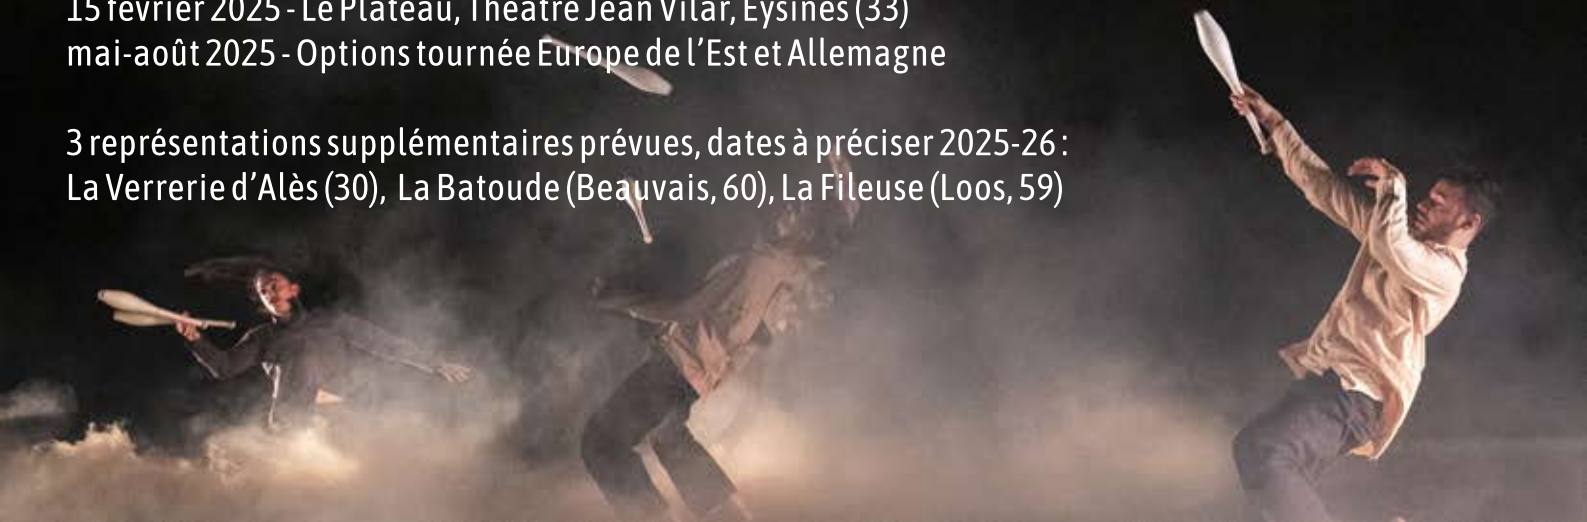 15 février 2025 - Le Plateau, Théâtre Jean Vilar, Eysines (33)
mai-août 2025 - Options tournée Europe de l’Est et Allemagne
3 représentations supplémentaires prévues, dates à préciser 2025-26 :
La Verrerie d’Alès (30), La Batoude (Beauvais, 60), La Fileuse (Loos, 59)